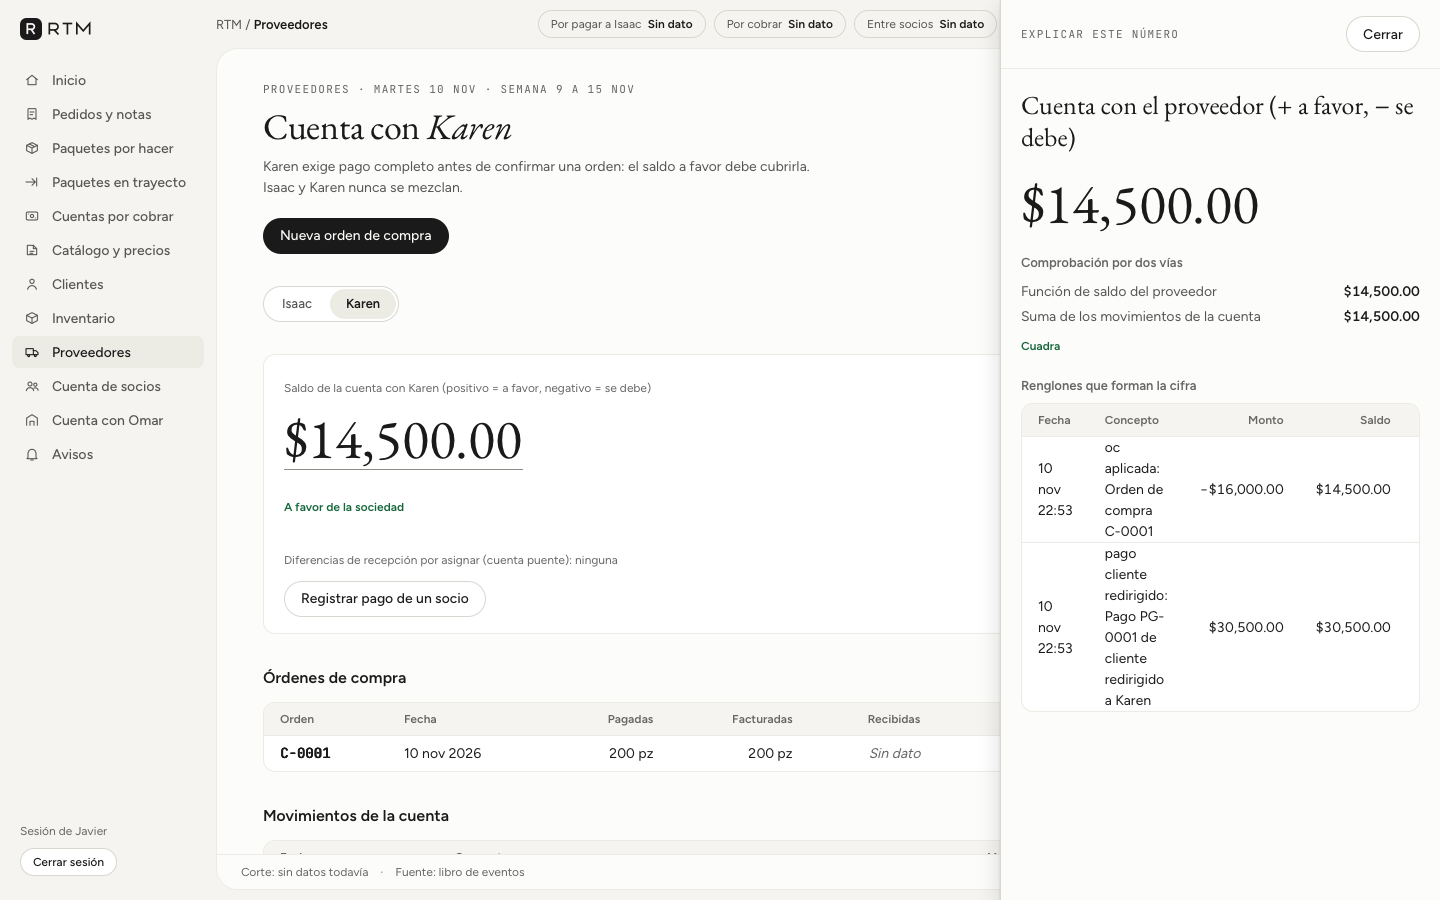 R RTM
Inicio
Pedidos y notas
Paquetes por hacer
Paquetes en trayecto
Cuentas por cobrar
Catálogo y precios
Clientes
Inventario
Proveedores
Cuenta de socios
Cuenta con Omar
Avisos
Sesión de Javier
Cerrar sesión
RTM / Proveedores
Por pagar a Isaac Sin dato
Por cobrar Sin dato
Entre socios Sin dato
PROVEEDORES · MARTES 10 NOV · SEMANA 9 A 15 NOV
Cuenta con Karen
Karen exige pago completo antes de confirmar una orden: el saldo a favor debe cubrirla.
Isaac y Karen nunca se mezclan.
Nueva orden de compra
Isaac Karen
Saldo de la cuenta con Karen (positivo = a favor, negativo = se debe)
$14,500.00
A favor de la sociedad
Diferencias de recepción por asignar (cuenta puente): ninguna
Registrar pago de un socio
Órdenes de compra
Orden Fecha Pagadas Facturadas Recibidas
C-0001 10 nov 2026 200 pz 200 pz Sin dato
Movimientos de la cuenta
Corte: sin datos todavía · Fuente: libro de eventos
EXPLICAR ESTE NÚMERO
Cerrar
Cuenta con el proveedor (+ a favor, − se
debe)
$14,500.00
Comprobación por dos vías
Función de saldo del proveedor $14,500.00
Suma de los movimientos de la cuenta $14,500.00
Cuadra
Renglones que forman la cifra
Fecha Concepto Monto Saldo
oc
aplicada:
Orden de
compra
C-0001
10
nov
22:53
−$16,000.00 $14,500.00
pago
cliente
redirigido:
Pago PG-
0001 de
cliente
redirigido
a Karen
10
nov
22:53
$30,500.00 $30,500.00